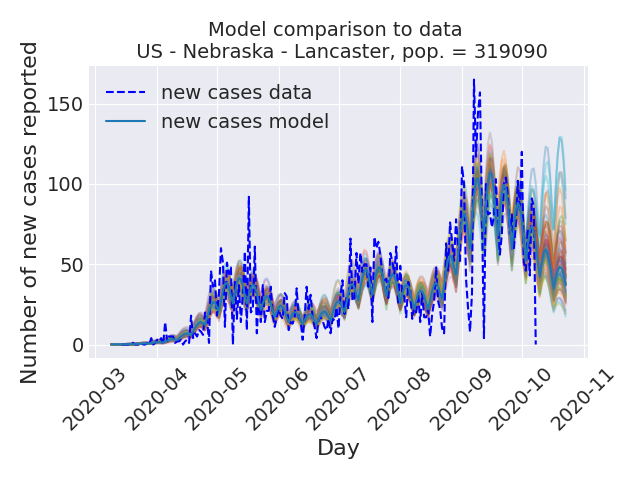 Model comparison to data
US - Nebraska - Lancaster, pop. = 319090
Number of new cases reported
150
100
50
0
new cases data
new cases model
2020-03
2020-04
2020-05
2020-06
2020-07
2020-08
2020-09
2020-10
2020-11
Day